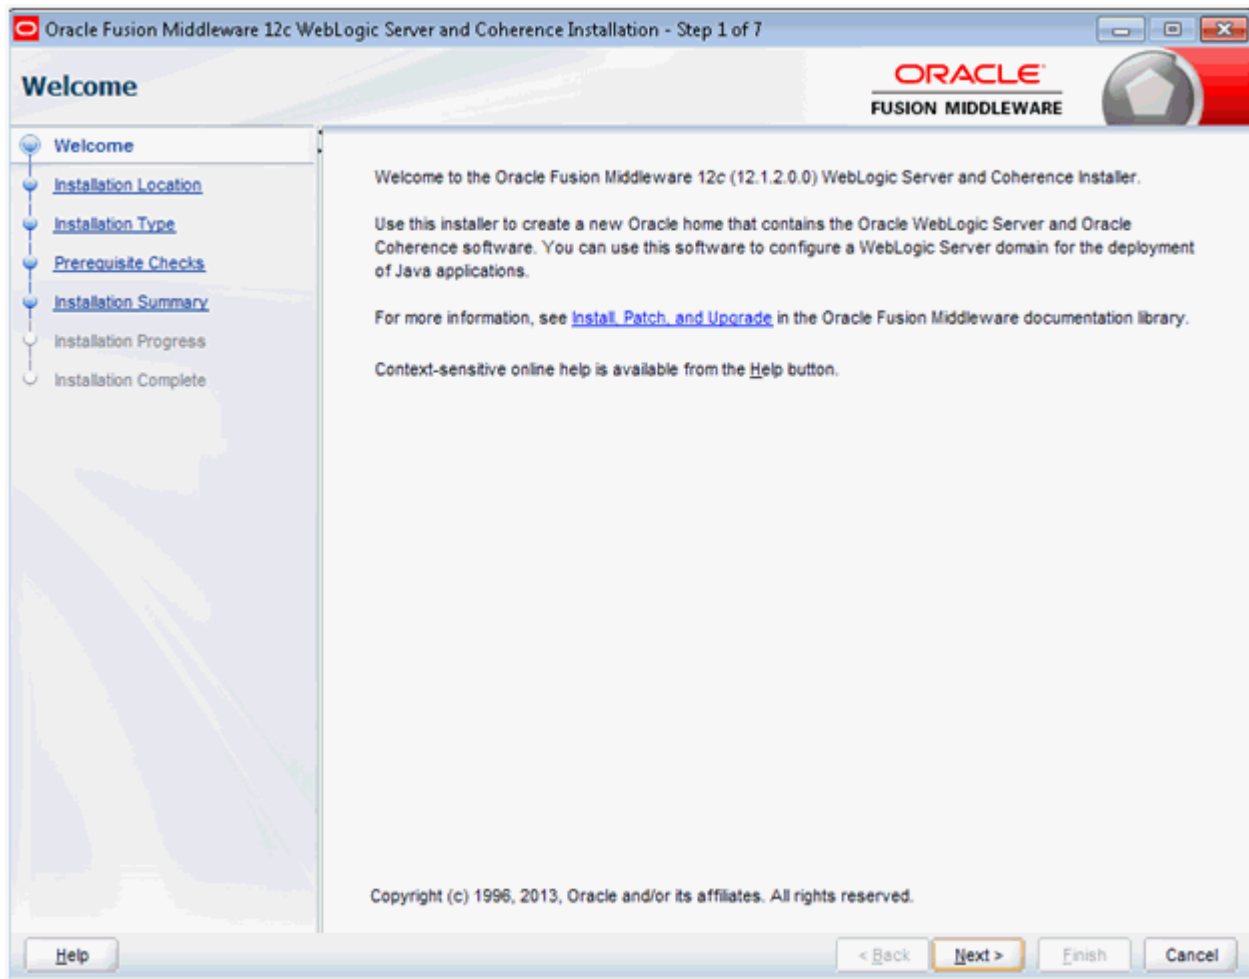 Oracle Fusion Middleware 12c WebLogic Server and Coherence Installation - Step 1 of 7
Welcome
ORACLE
FUSION MIDDLEWARE
Welcome
Installation Location
Installation Type
Prerequisite Checks
Installation Summary
Installation Progress
Installation Complete
Welcome to the Oracle Fusion Middleware 12c (12.1.2.0.0) WebLogic Server and Coherence Installer.
Use this installer to create a new Oracle home that contains the Oracle WebLogic Server and Oracle
Coherence software. You can use this software to configure a WebLogic Server domain for the deployment
of Java applications.
For more information, see Install, Patch, and Upgrade in the Oracle Fusion Middleware documentation library.
Context-sensitive online help is available from the Help button.
Copyright (c) 1996, 2013, Oracle and/or its affiliates. All rights reserved.
Help
< Back
Next >
Finish
Cancel